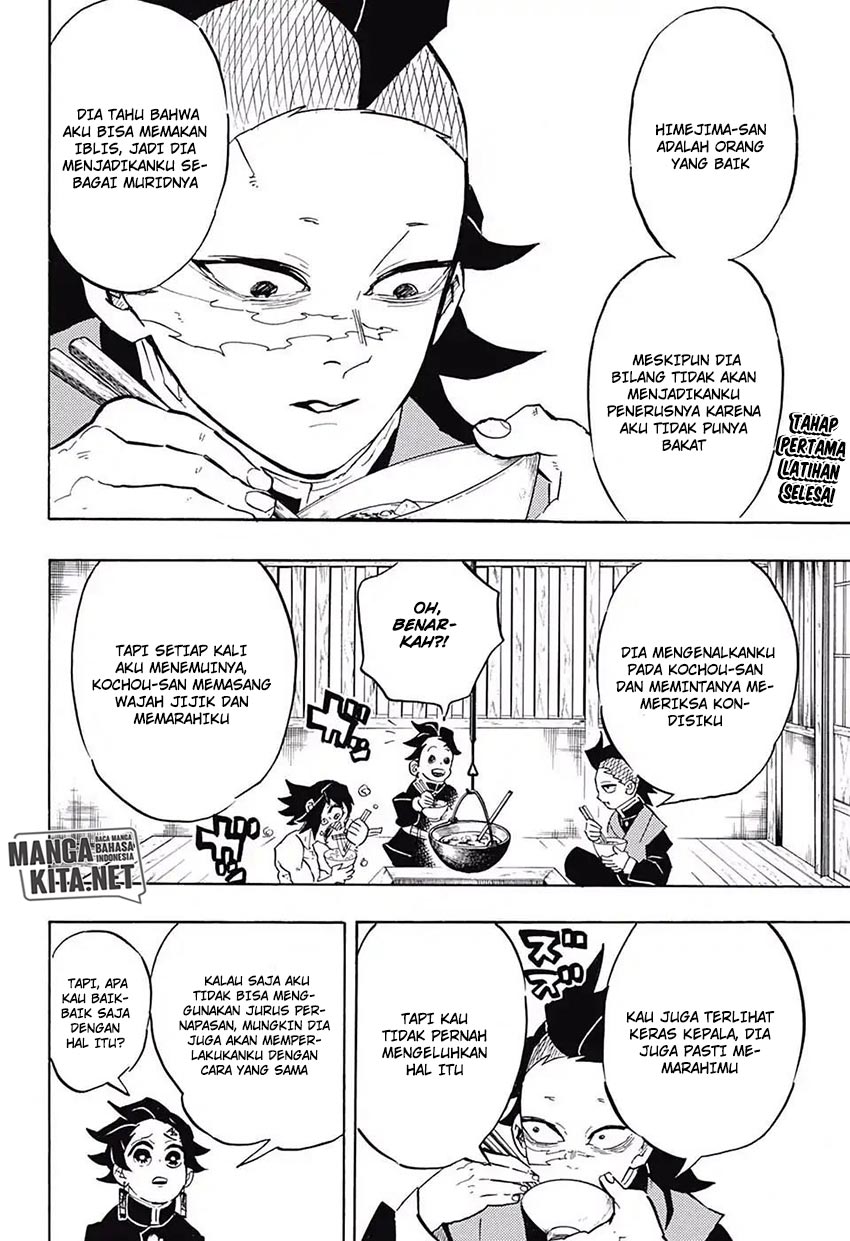 HIMEJIMA-SAN
ADALAH ORANG
YANG BAIK
MESKIPUN DIA
BILANG TIDAK AKAN
MENJADIKANKU
PENERUSNYA KARENA
AKU TIDAK PUNYA
BAKAT
DIA TAHU BAHWA
AKU BISA MEMAKAN
IBLIS, JADI DIA
MENJADIKANKU SE-
BAGAI MURIDNYA
TAHAP
PERTAMA
LATIHAN
SELESAI
DIA MENGENALKANKU
PADA KOCHOU-SAN
DAN MEMINTANYA ME-
MERIKSA KON-
DISIKU
OH,
BENAR-
KAH?!
TAPI SETIAP KALI
AKU MENEMUINYA,
KOCHOU-SAN MEMASANG
WAJAH JIJIK DAN
MEMARAHIKU
ガブ
ガブ
MANGA
KITA.NET
BACA MANGA
BAHASA
INDONESIA
KAU JUGA TERLIHAT
KERAS KEPALA, DIA
JUGA PASTI ME-
MARAHIMU
ズズ
TAPI KAU
TIDAK PERNAH
MENGELUHKAN
HAL ITU
KALAU SAJA AKU
TIDAK BISA MENG-
GUNAKAN JURUS PER-
NAPASAN, MUNGKIN DIA
JUGA AKAN MEMPER-
LAKUKANKU DENGAN
CARA YANG SAMA
TAPI, APA
KAU BAIK-
BAIK SAJA
DENGAN
HAL ITU?